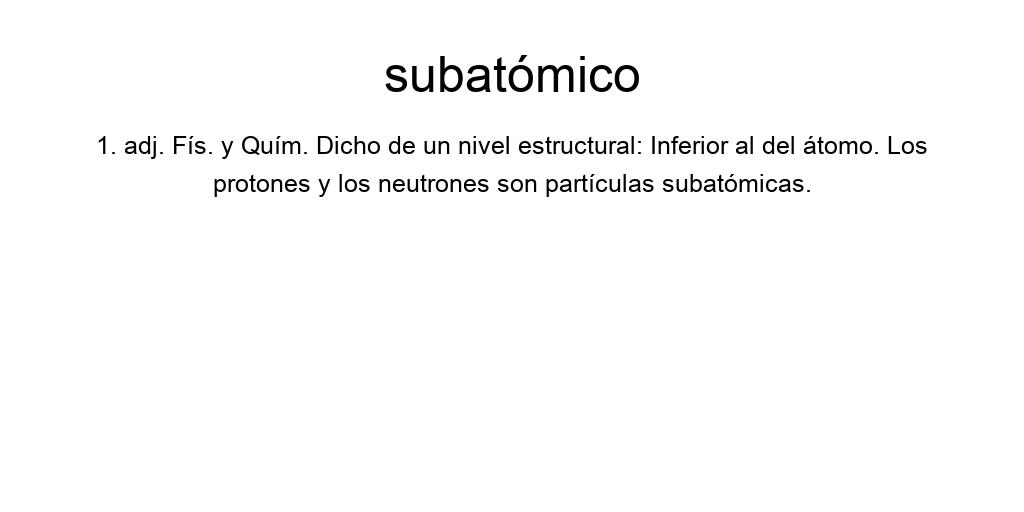 subatómico
1. adj. Fís. y Quím. Dicho de un nivel estructural: Inferior al del átomo. Los
protones y los neutrones son partículas subatómicas.